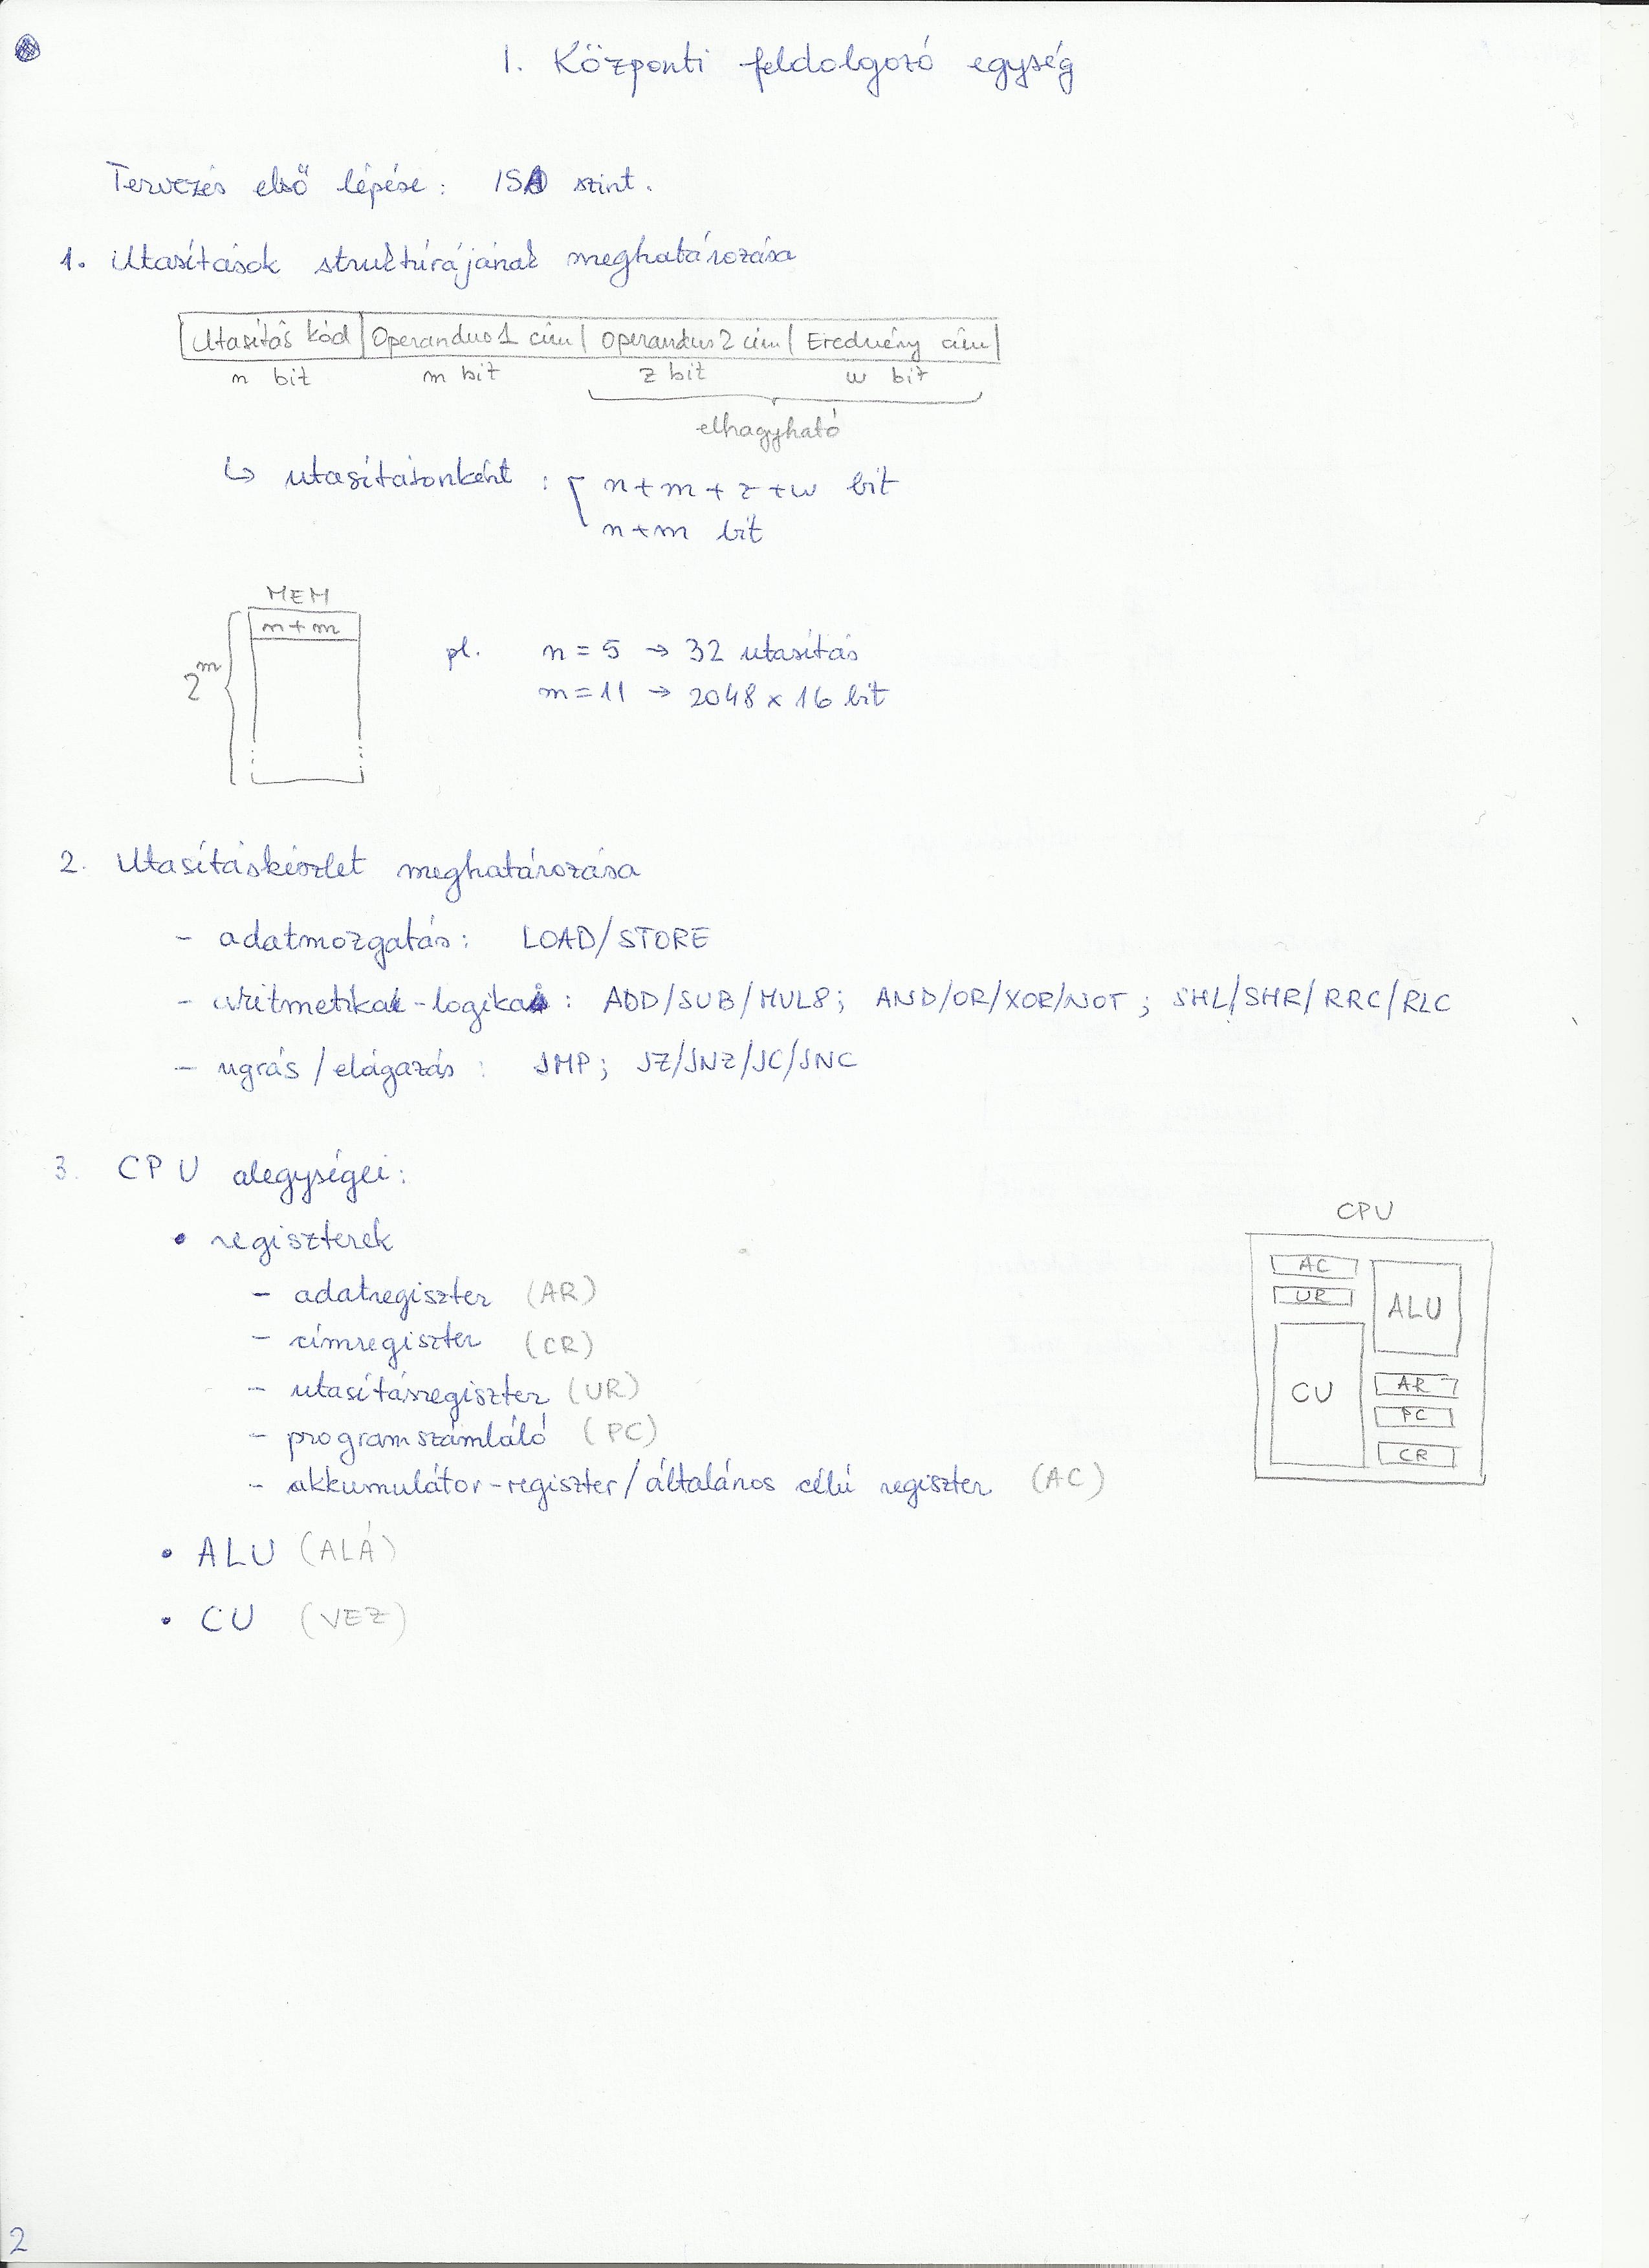 I. Központi feldolgozó egység
Tervezés első lépése: ISA szint.
1. Utasítások struktúrájának meghatározása
Utasítás kód | Operandus 1 cím | Operandus 2 cím | Eredmény cím
n bit m bit z bit w bit
elhagyható
↳ utasításonként : n+m+z+w bit
n+m bit
MEM
n+m
2^m
pl. n=5 → 32 utasítás
m=11 → 2048 x 16 bit
2. Utasításkészlet meghatározása
- adatmozgatás: LOAD/STORE
- aritmetikai-logikai: ADD/SUB/MUL8; AND/OR/XOR/NOT; SHL/SHR/RRC/RLC
- ugrás/elágazás: JMP; JZ/JNZ/JC/JNC
3. CPU alegységei:
• regiszterek
- adatregiszter (AR)
- címregiszter (CR)
- utasításregiszter (UR)
- programszámláló (PC)
- akkumulátor-regiszter/általános célú regiszter (AC)
• ALU (ALÁ)
• CU (VEZ)
CPU
AC
UR
ALU
CU
AR
PC
CR
2